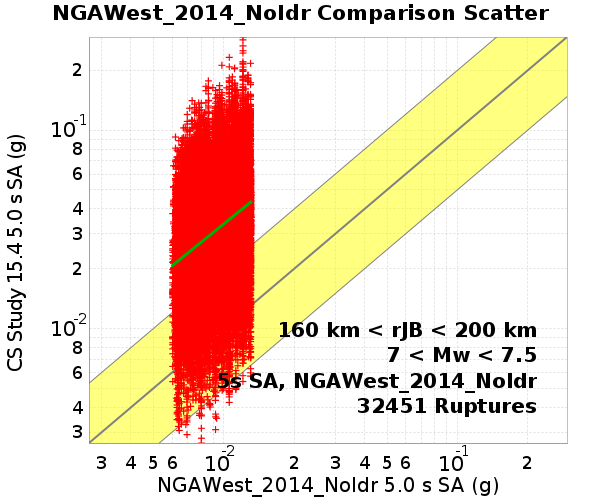 NGAWest_2014_NoIdr Comparison Scatter
CS Study 15.4 5.0 s SA (g)
2
10^-1
8
6
4
3
2
10^-2
8
6
4
3
160 km < rJB < 200 km
7 < Mw < 7.5
5s SA, NGAWest_2014_NoIdr
32451 Ruptures
3 4 5 6 10^-2 2 3 4 5 6 10^-1 2
NGAWest_2014_NoIdr 5.0 s SA (g)